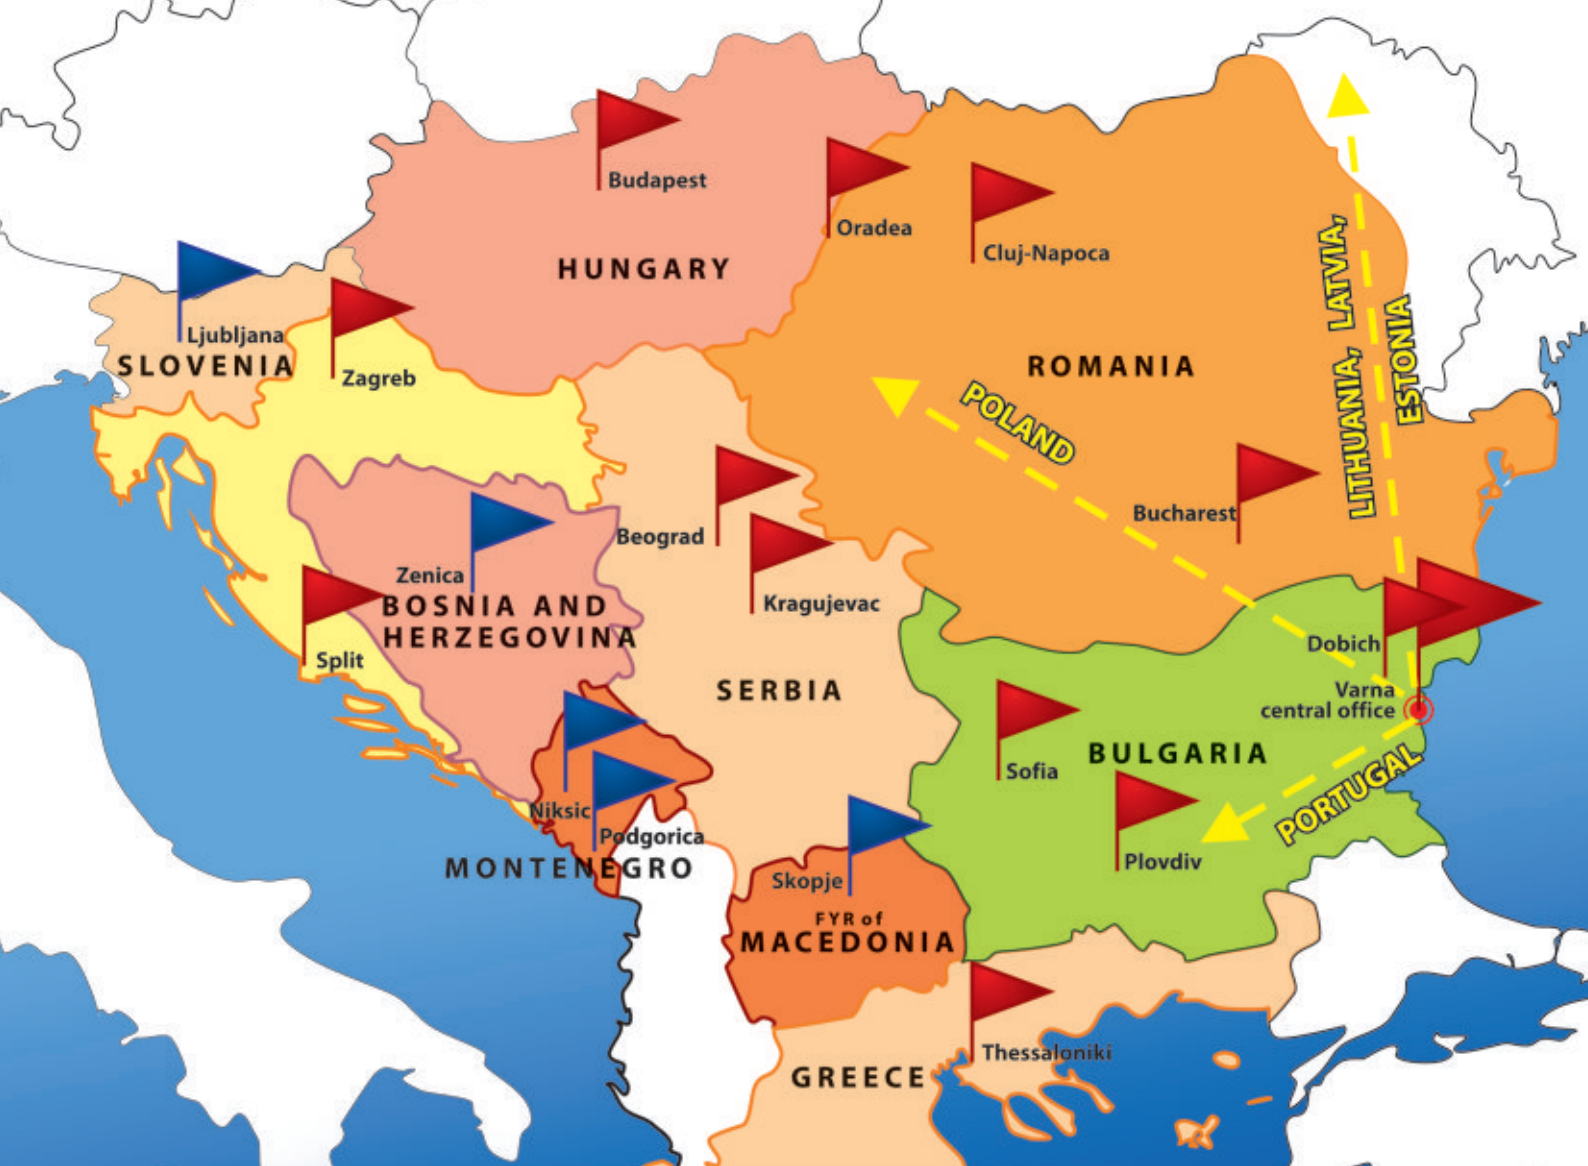 Budapest
Oradea
Cluj-Napoca
HUNGARY
Ljubljana
SLOVENIA
Zagreb
ROMANIA
LITHUANIA, LATVIA,
ESTONIA
POLAND
Bucharest
Beograd
Zenica
Kragujevac
BOSNIA AND
HERZEGOVINA
Split
Dobich
SERBIA
Varna
central office
BULGARIA
Sofia
PORTUGAL
Niksic
Podgorica
MONTENEGRO
Plovdiv
Skopje
FYR of
MACEDONIA
Thessaloniki
GREECE